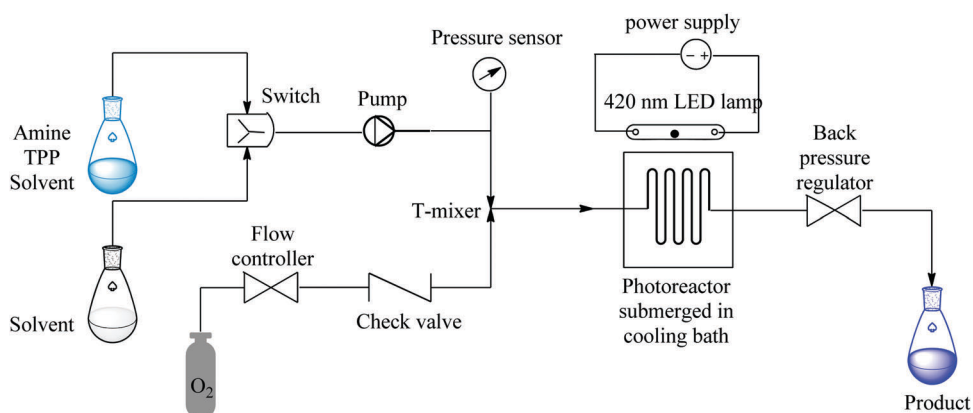 power supply
Pressure sensor
− +
Switch
Pump
420 nm LED lamp
Amine
TPP
Solvent
Back
pressure
regulator
T-mixer
Flow
controller
Solvent
Check valve
Photoreactor
submerged in
cooling bath
O2
Product